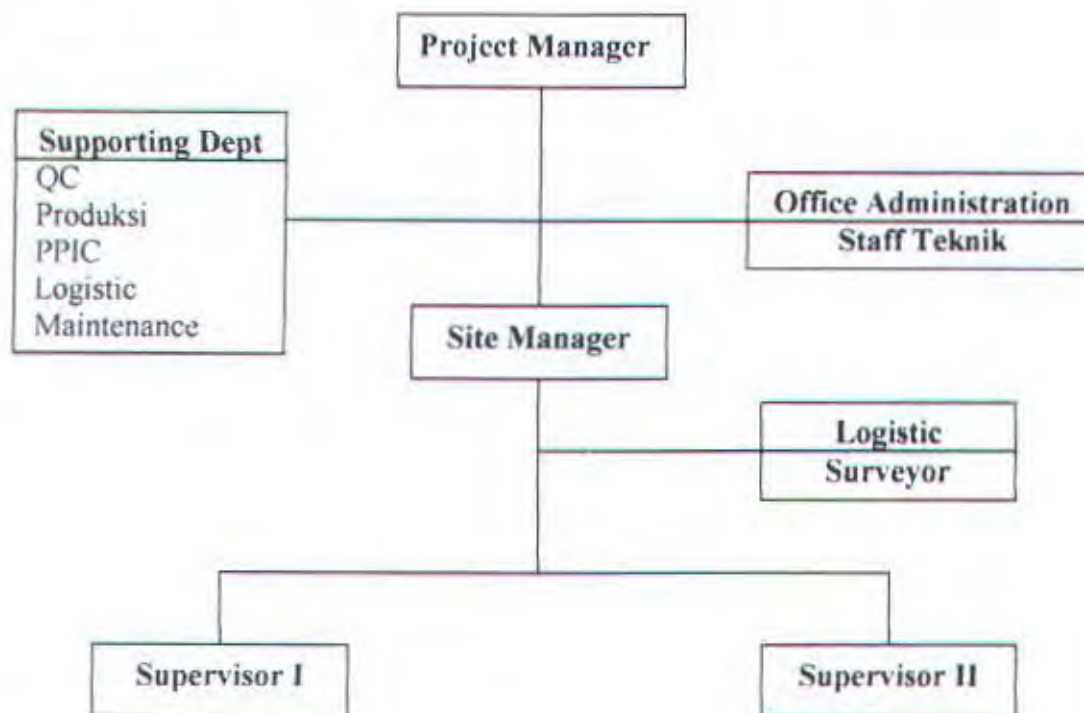 Project Manager
Supporting Dept
QC
Produksi
PPIC
Logistic
Maintenance
Office Administration
Staff Teknik
Site Manager
Logistic
Surveyor
Supervisor I
Supervisor II